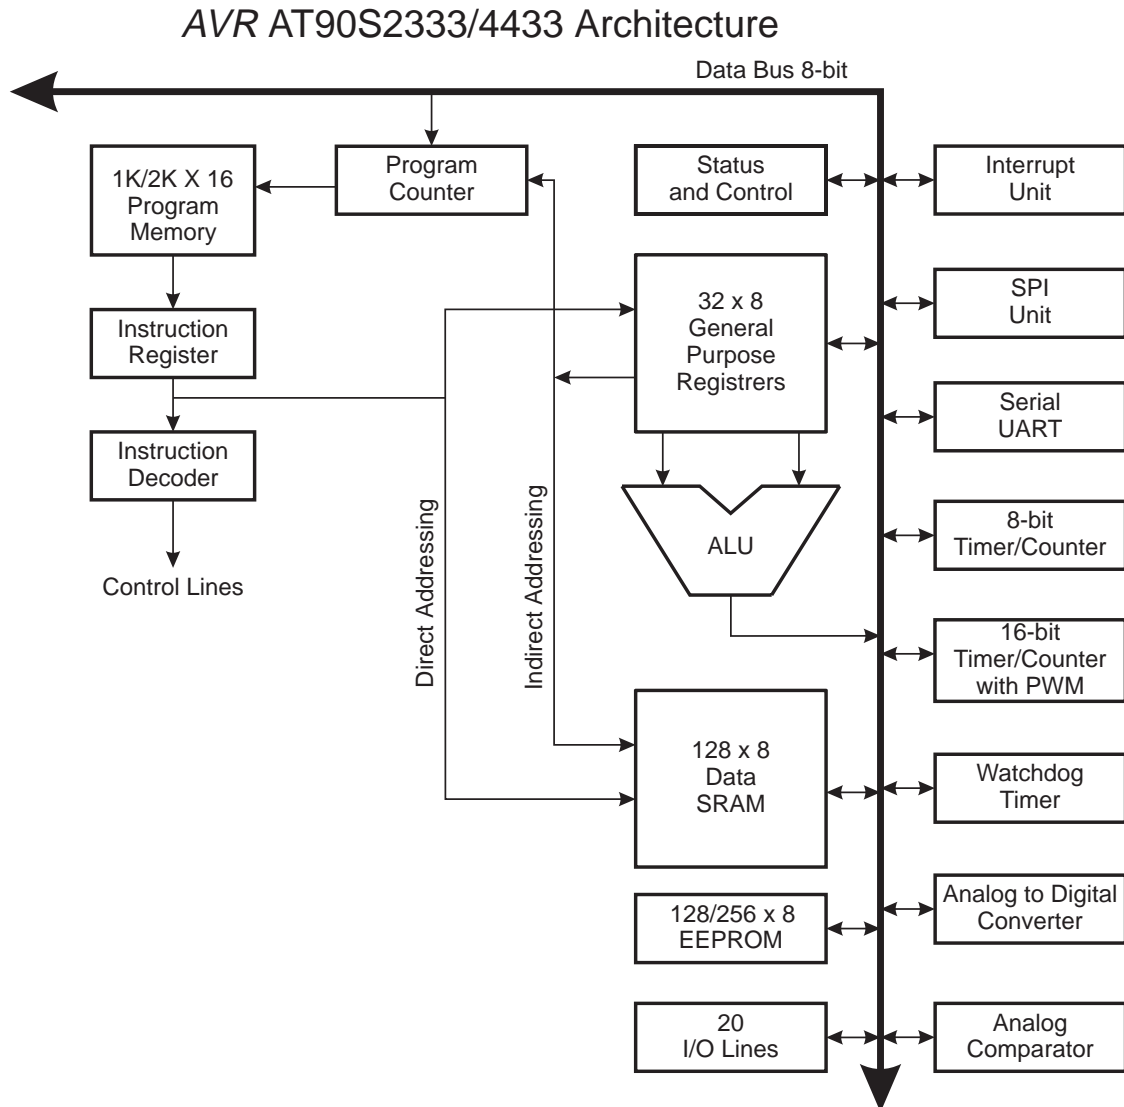 AVR AT90S2333/4433 Architecture
Data Bus 8-bit
1K/2K X 16
Program
Memory
Program
Counter
Status
and Control
Interrupt
Unit
32 x 8
General
Purpose
Registrers
SPI
Unit
Instruction
Register
Serial
UART
Instruction
Decoder
Control Lines
Direct Addressing
Indirect Addressing
ALU
8-bit
Timer/Counter
16-bit
Timer/Counter
with PWM
128 x 8
Data
SRAM
Watchdog
Timer
128/256 x 8
EEPROM
Analog to Digital
Converter
20
I/O Lines
Analog
Comparator